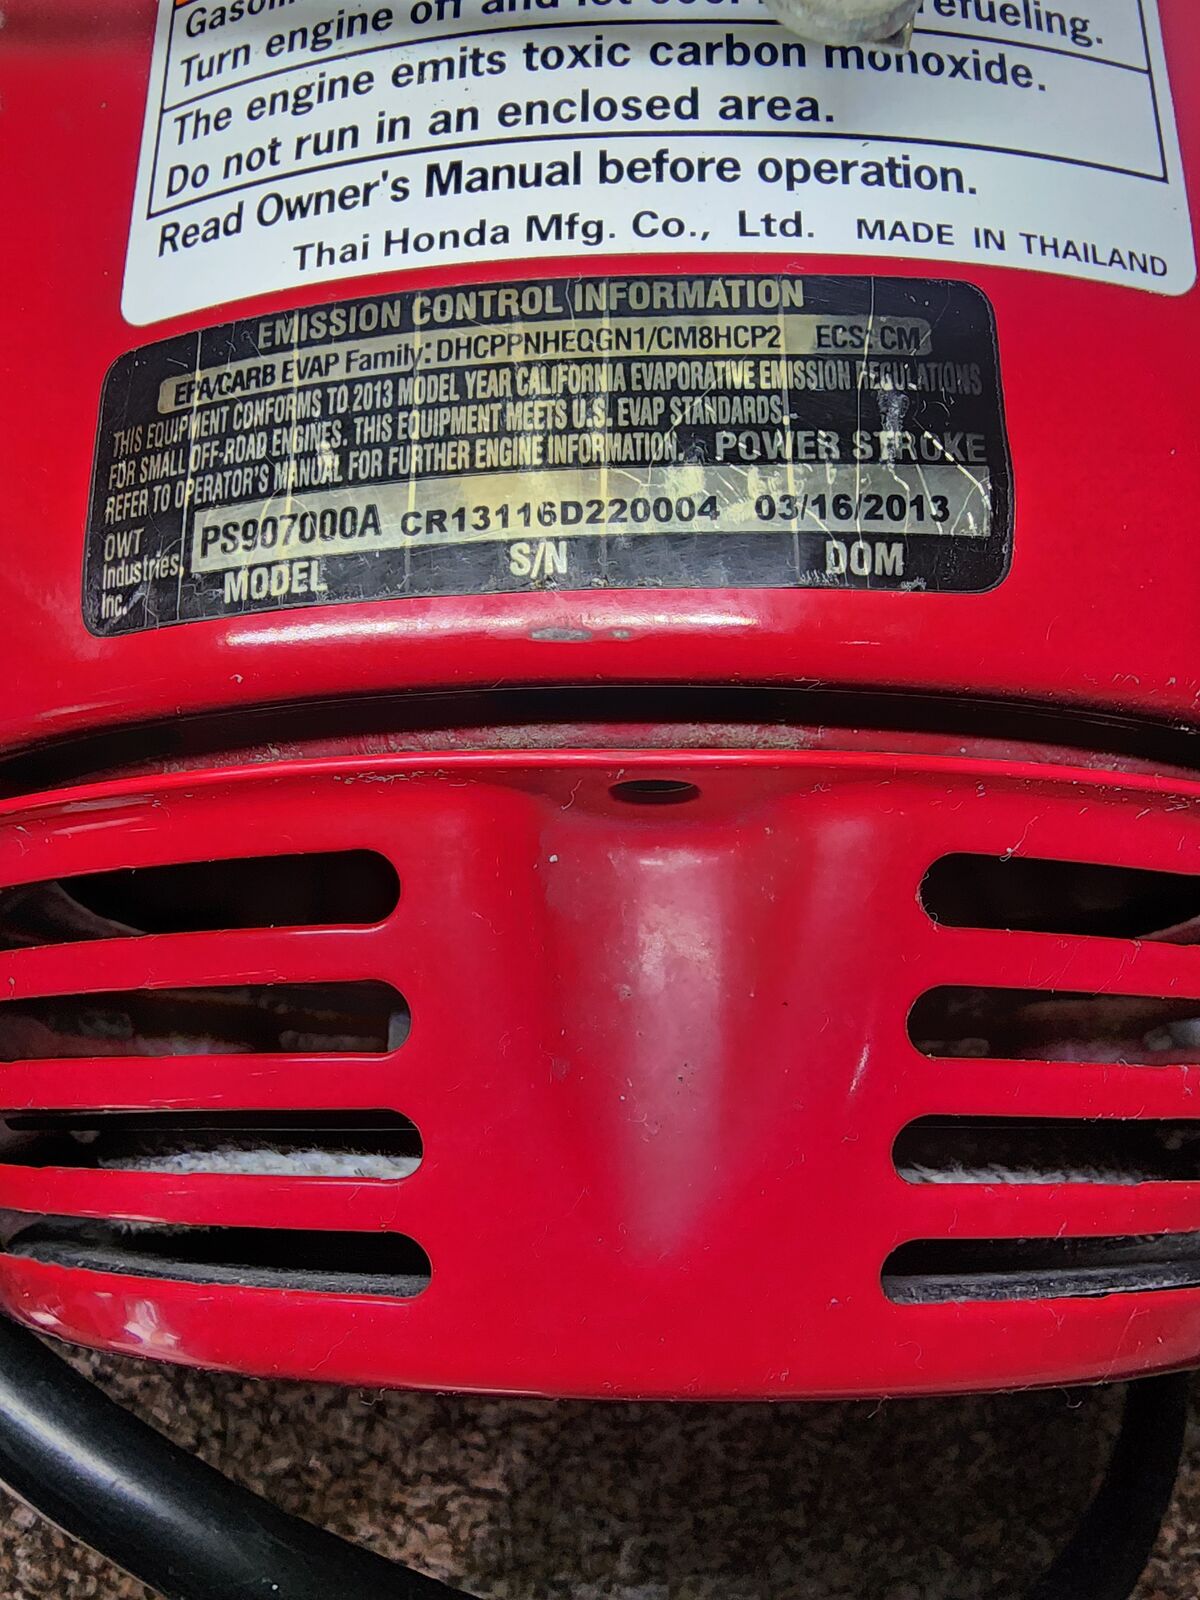 Turn engine off and let cool refueling.
The engine emits toxic carbon monoxide.
Do not run in an enclosed area.
Read Owner's Manual before operation.
Thai Honda Mfg. Co., Ltd. MADE IN THAILAND
EMISSION CONTROL INFORMATION
EPA/CARB EVAP Family: DHCPPNHEQGN1/CM8HCP2 ECS: CM
THIS EQUIPMENT CONFORMS TO 2013 MODEL YEAR CALIFORNIA EVAPORATIVE EMISSION REGULATIONS
FOR SMALL OFF-ROAD ENGINES. THIS EQUIPMENT MEETS U.S. EVAP STANDARDS.
REFER TO OPERATOR'S MANUAL FOR FURTHER ENGINE INFORMATION. POWER STROKE
OWT
Industries,
Inc.
PS907000A CR13116D220004 03/16/2013
MODEL S/N DOM